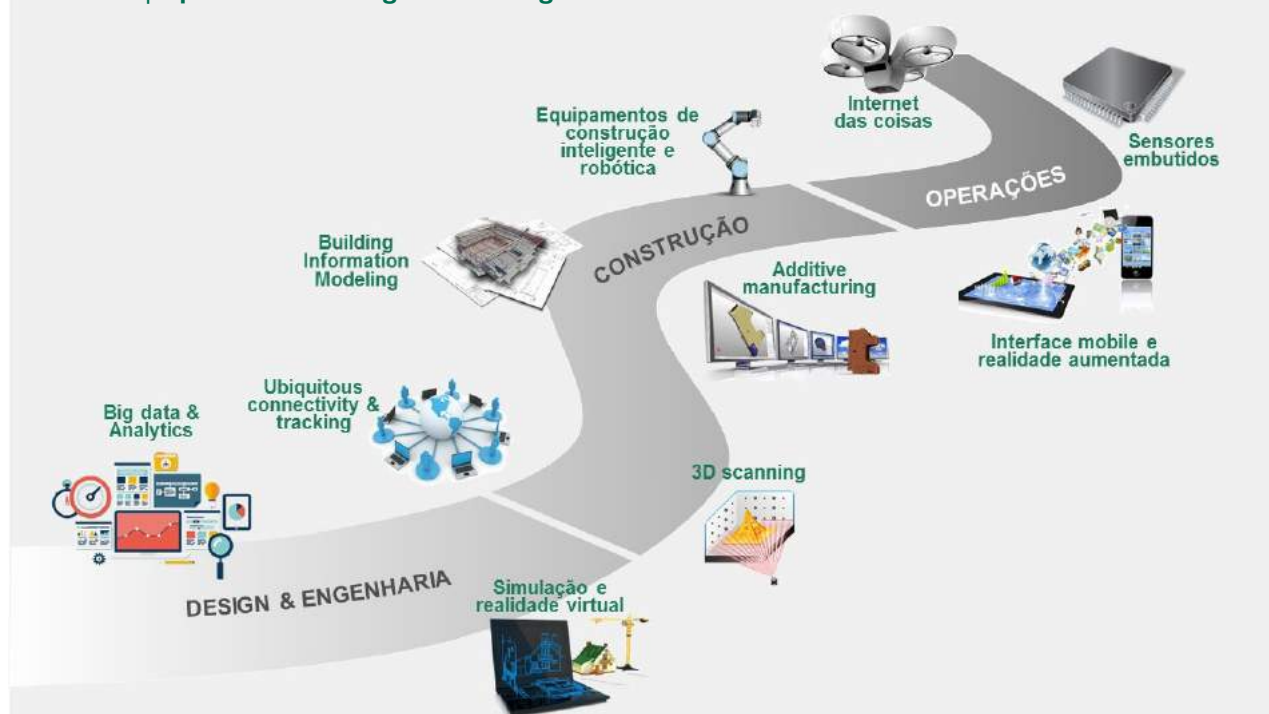 Big data &
Analytics
Ubiquitous
connectivity &
tracking
Building
Information
Modeling
Equipamentos de
construção
inteligente e
robótica
Internet
das coisas
Sensores
embutidos
OPERAÇÕES
CONSTRUÇÃO
Additive
manufacturing
Interface mobile e
realidade aumentada
3D scanning
DESIGN & ENGENHARIA
Simulação e
realidade virtual